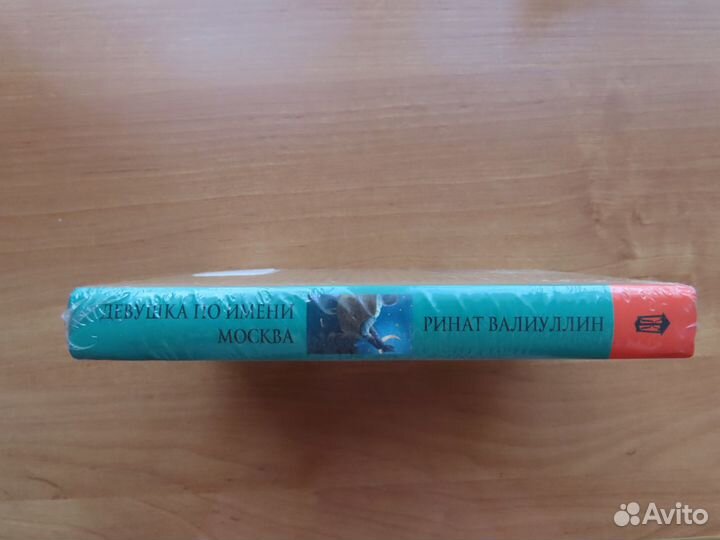 ДЕВУШКА ПО ИМЕНИ
МОСКВА
РИНАТ ВАЛИУЛЛИН
Avito